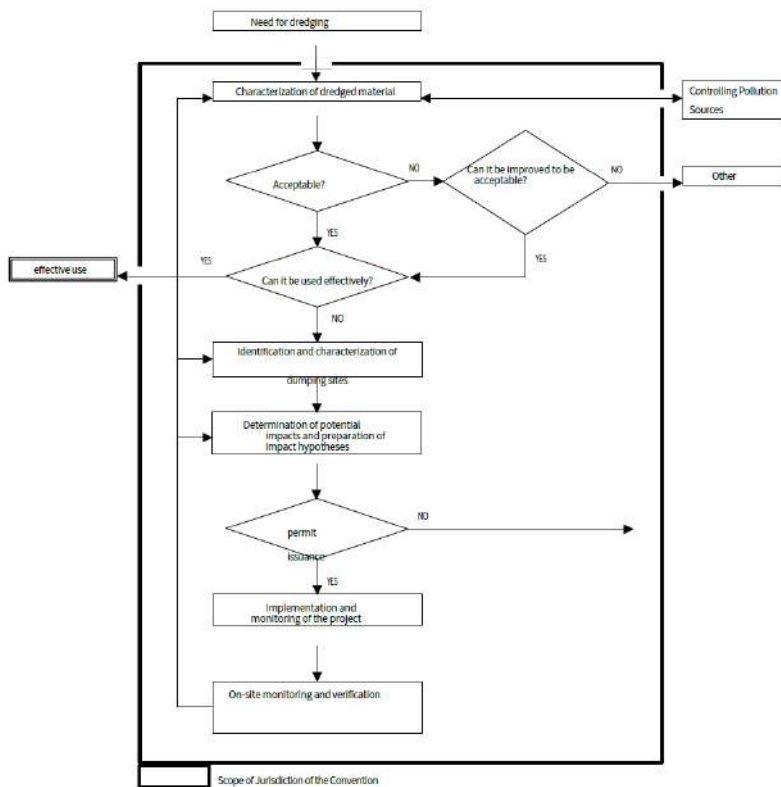 Need for dredging
Characterization of dredged material
Controlling Pollution
Sources
Acceptable?
NO
Can it be improved to be
acceptable?
NO
Other
YES
YES
effective use
YES
Can it be used effectively?
NO
Identification and characterization of
dumping sites
Determination of potential
impacts and preparation of
impact hypotheses
NO
permit
issuance
YES
Implementation and
monitoring of the project
On-site monitoring and verification
Scope of Jurisdiction of the Convention